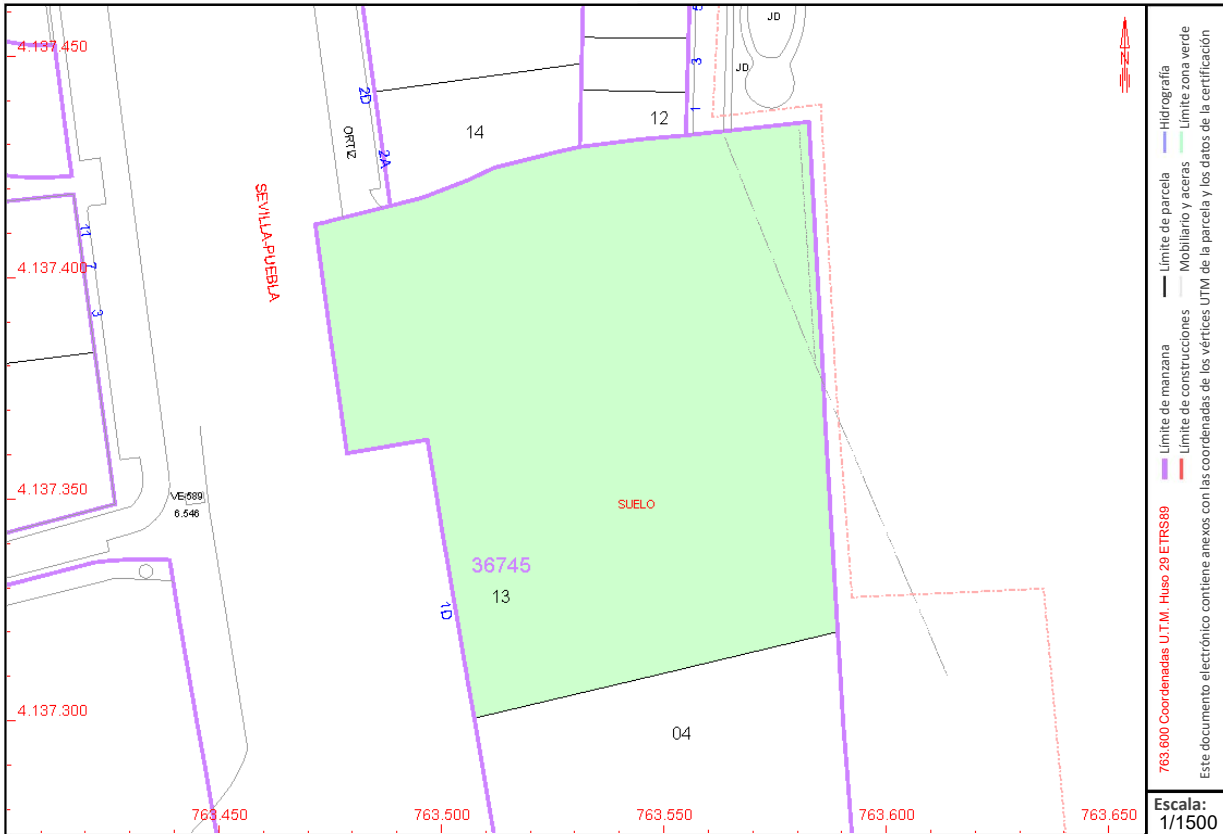 4.137.450
4.137.400
4.137.350
4.137.300
763.450
763.500
763.550
763.600
763.650
JD
JD
2D
2A
ORTIZ
14
12
3
1
SEVILLA-PUEBLA
11
7
3
VE-589
6.546
SUELO
36745
13
1D
04
N
763.600 Coordenadas U.T.M. Huso 29 ETRS89
Límite de manzana
Límite de parcela
Hidrografía
Límite de construcciones
Mobiliario y aceras
Límite zona verde
Este documento electrónico contiene anexos con las coordenadas de los vértices UTM de la parcela y los datos de la certificación
Escala:
1/1500